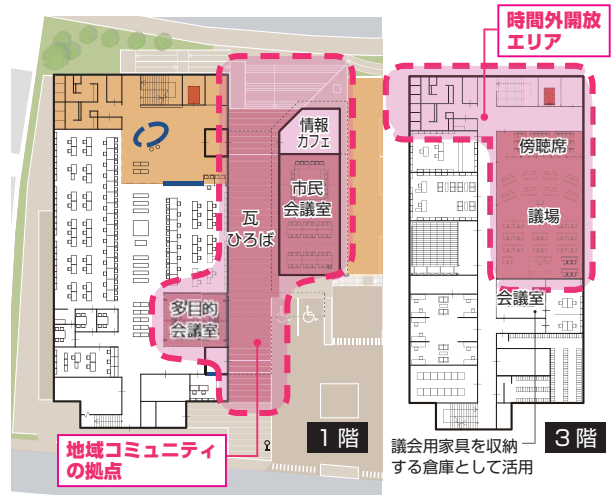 時間外開放
エリア
情報
カフェ
市民
会議室
瓦
ひろば
多目的
会議室
地域コミュニティ
の拠点
1階
傍聴席
議場
会議室
議会用家具を収納
する倉庫として活用
3階